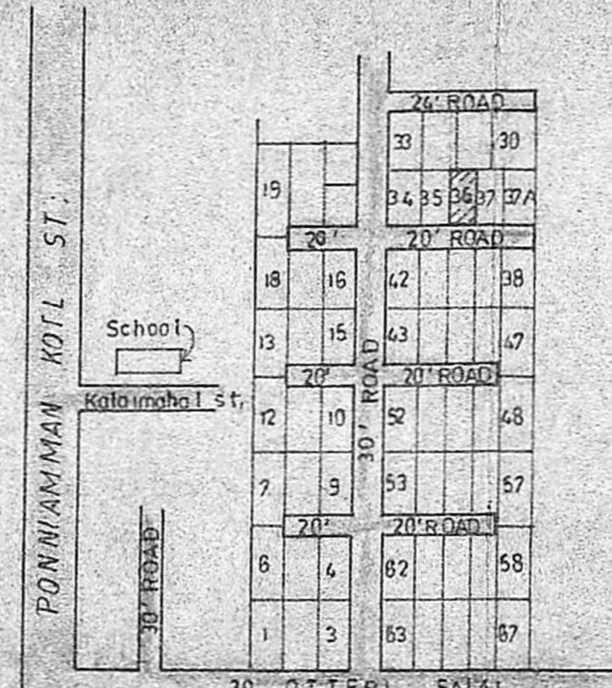 24' ROAD
33 30
19
34 35 36 37 37A
20' 20' ROAD
18 16 42 38
School
13 15 43 47
20' 20' ROAD
Kalaimahal St.
12 10 52 48
30' ROAD
PONNIAMMAN KOIL ST:
7 9 53 57
20' 20' ROAD
30' ROAD
6 4 62 58
1 3 63 67